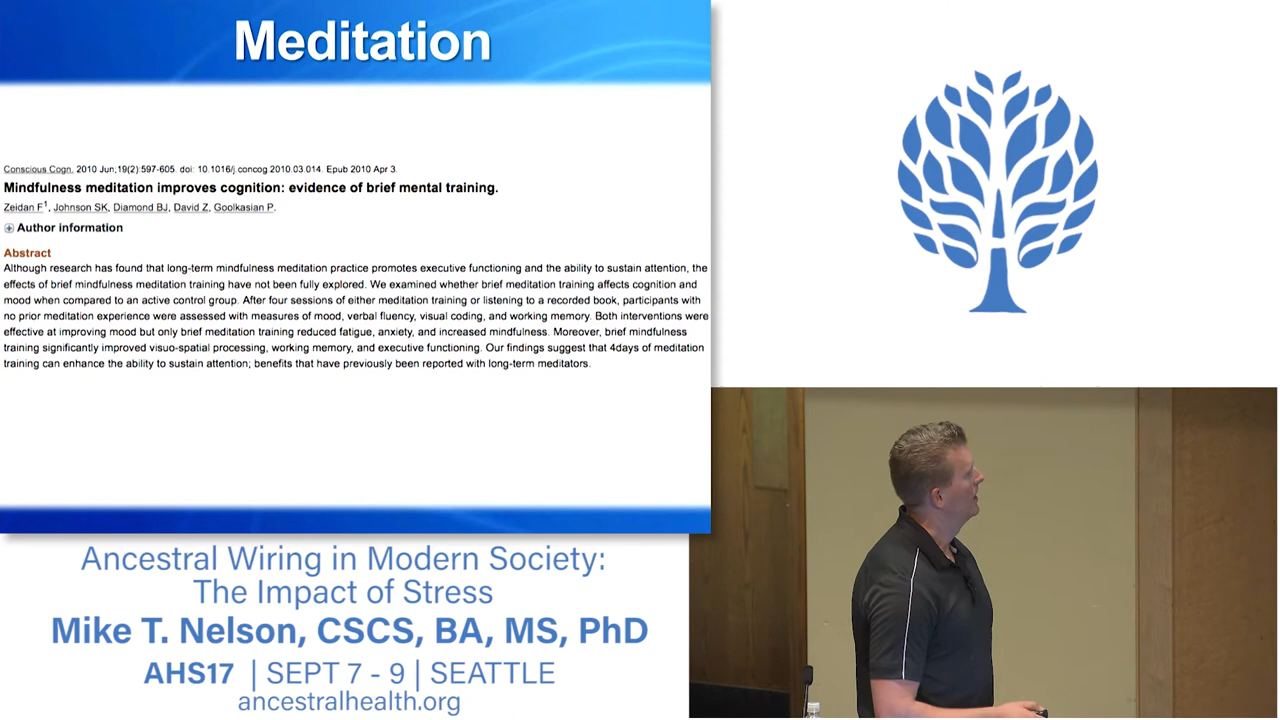 Meditation
Conscious Cogn. 2010 Jun;19(2):597-605. doi: 10.1016/j concog 2010.03.014. Epub 2010 Apr 3.
Mindfulness meditation improves cognition: evidence of brief mental training.
Zeidan F1, Johnson SK, Diamond BJ, David Z, Goolkasian P.
Author information
Abstract
Although research has found that long-term mindfulness meditation practice promotes executive functioning and the ability to sustain attention, the
effects of brief mindfulness meditation training have not been fully explored. We examined whether brief meditation training affects cognition and
mood when compared to an active control group. After four sessions of either meditation training or listening to a recorded book, participants with
no prior meditation experience were assessed with measures of mood, verbal fluency, visual coding, and working memory. Both interventions were
effective at improving mood but only brief meditation training reduced fatigue, anxiety, and increased mindfulness. Moreover, brief mindfulness
training significantly improved visuo-spatial processing, working memory, and executive functioning. Our findings suggest that 4days of meditation
training can enhance the ability to sustain attention; benefits that have previously been reported with long-term meditators.
Ancestral Wiring in Modern Society:
The Impact of Stress
Mike T. Nelson, CSCS, BA, MS, PhD
AHS17 | SEPT 7 - 9 | SEATTLE
ancestralhealth.org